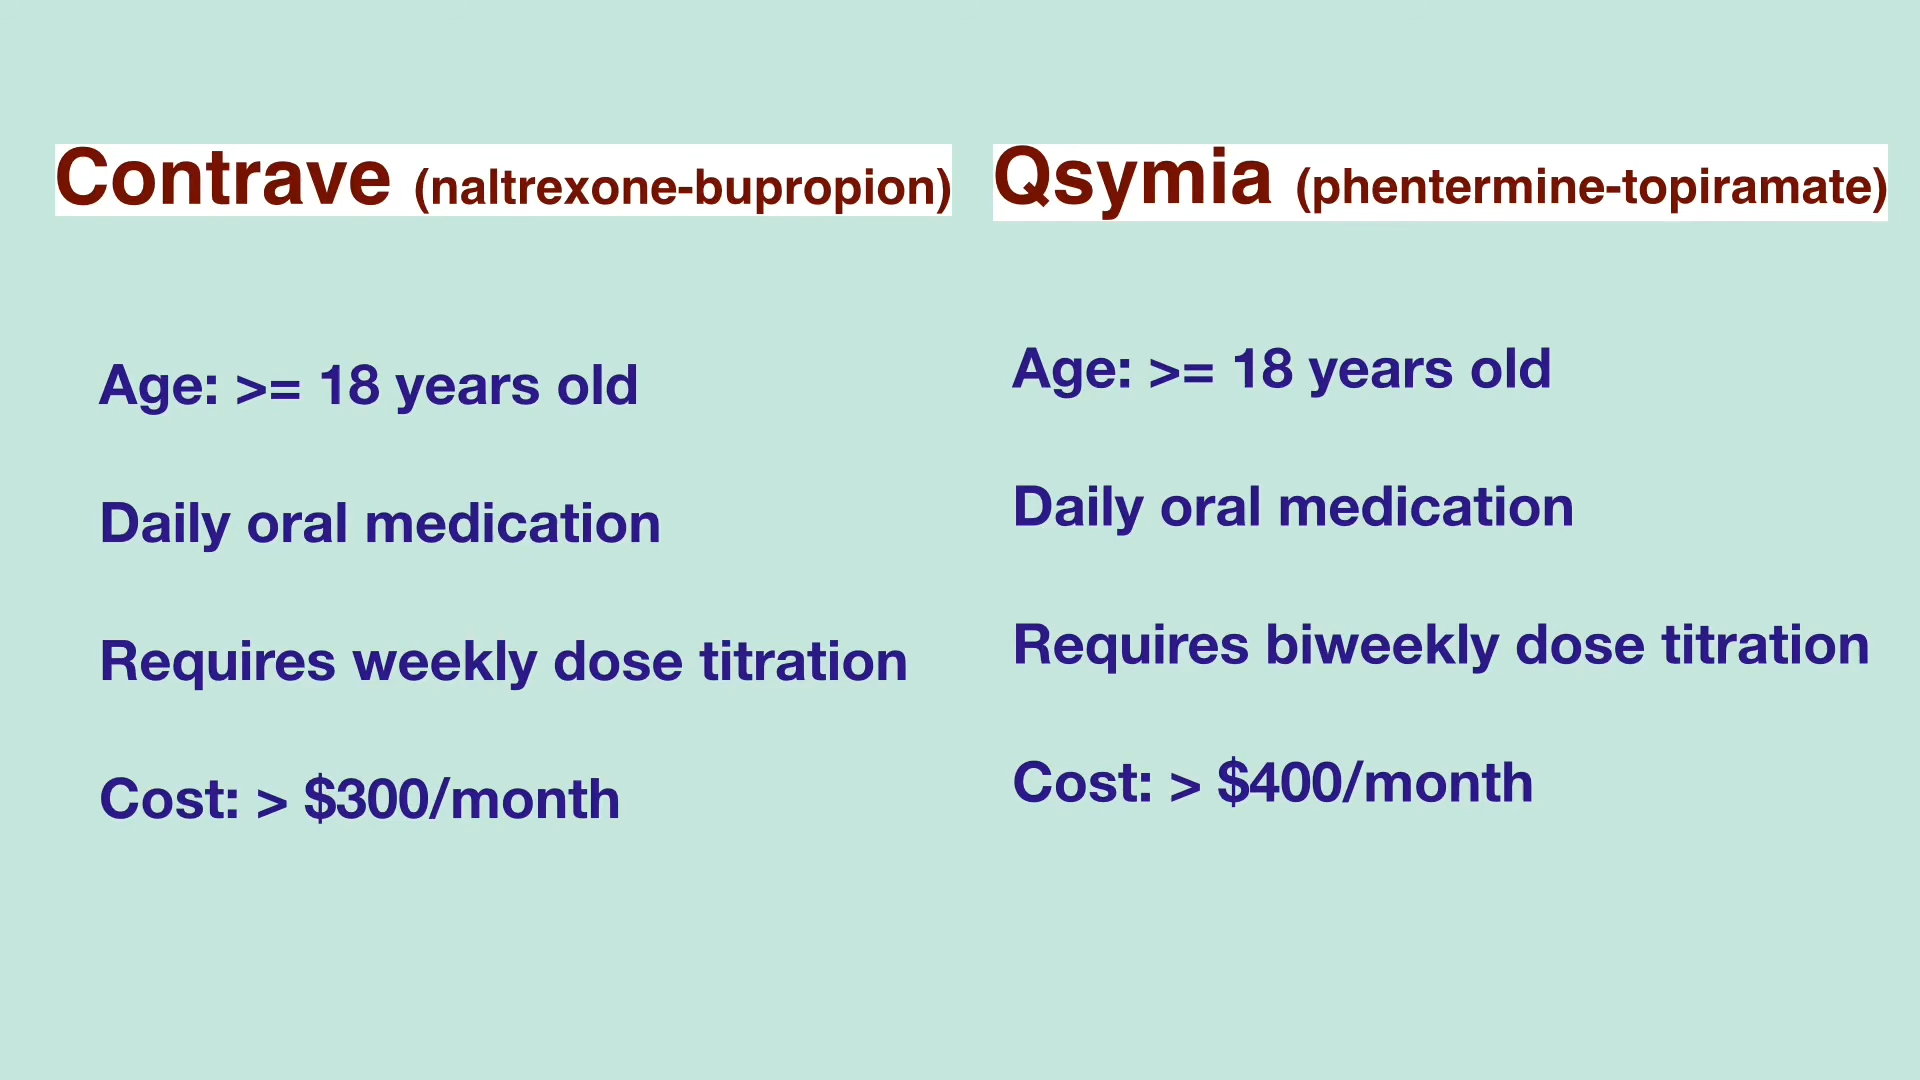 Contrave (naltrexone-bupropion)
Age: >= 18 years old
Daily oral medication
Requires weekly dose titration
Cost: > $300/month
Qsymia (phentermine-topiramate)
Age: >= 18 years old
Daily oral medication
Requires biweekly dose titration
Cost: > $400/month